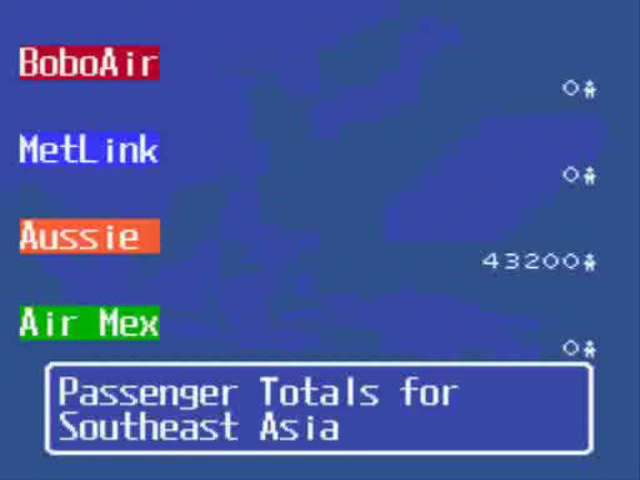 BoboAir
0
MetLink
0
Aussie
43200
Air Mex
0
Passenger Totals for
Southeast Asia